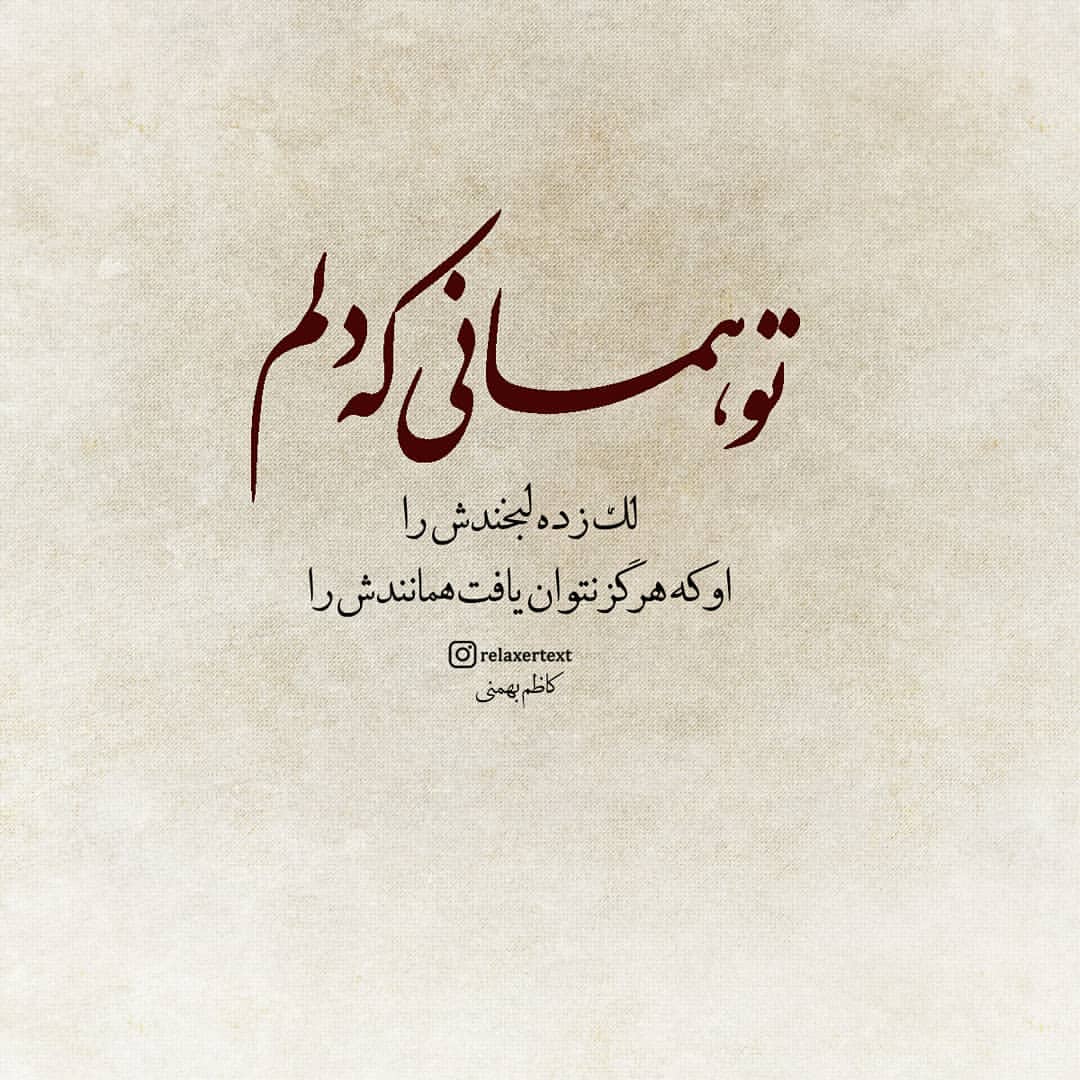 تو همانی که دلم
لک زده لبخندش را
او که هرگز نتوان یافت همانندش را
relaxertext
کاظم بهمنی